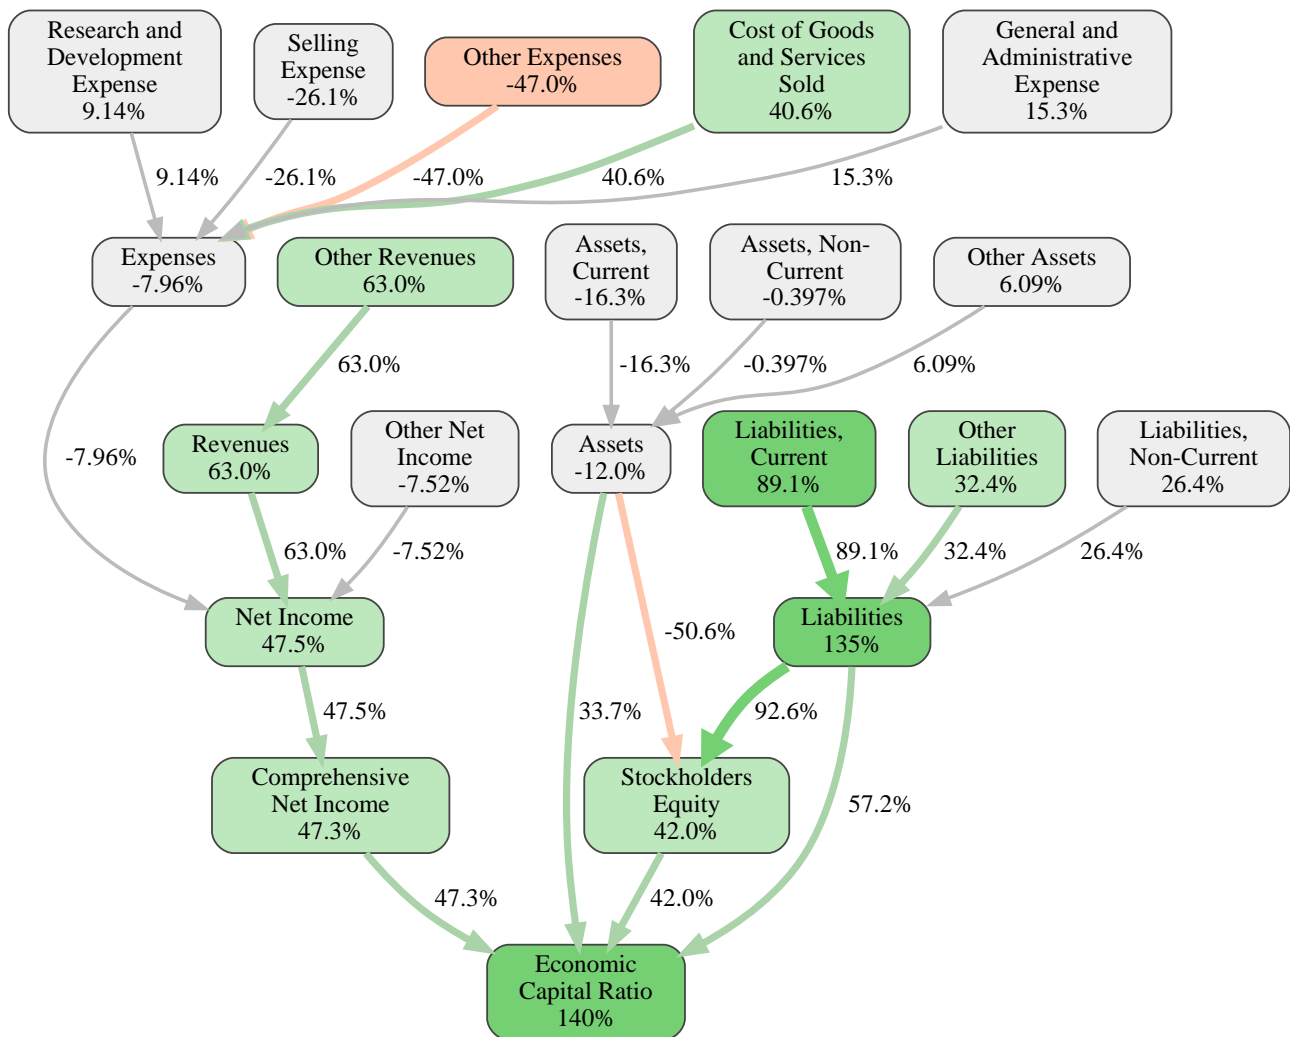 Research and
Development
Expense
9.14%
Selling
Expense
-26.1%
Other Expenses
-47.0%
Cost of Goods
and Services
Sold
40.6%
General and
Administrative
Expense
15.3%
9.14%
-26.1%
-47.0%
40.6%
15.3%
Expenses
-7.96%
Other Revenues
63.0%
Assets,
Current
-16.3%
Assets, Non-
Current
-0.397%
Other Assets
6.09%
63.0%
-16.3%
-0.397%
6.09%
-7.96%
Revenues
63.0%
Other Net
Income
-7.52%
Assets
-12.0%
Liabilities,
Current
89.1%
Other
Liabilities
32.4%
Liabilities,
Non-Current
26.4%
63.0%
-7.52%
89.1%
32.4%
26.4%
Net Income
47.5%
-50.6%
Liabilities
135%
47.5%
33.7%
92.6%
Comprehensive
Net Income
47.3%
Stockholders
Equity
42.0%
57.2%
47.3%
42.0%
Economic
Capital Ratio
140%